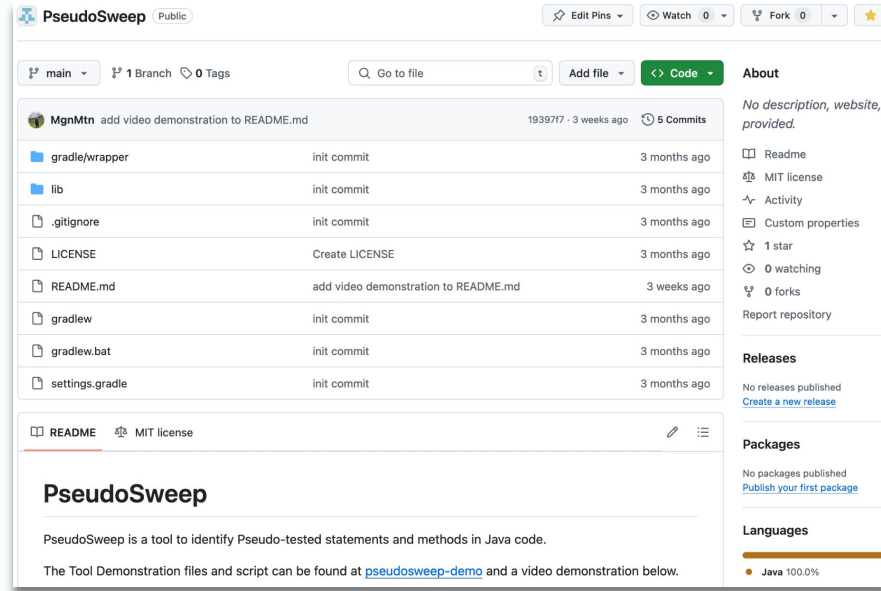 PseudoSweep Public
Edit Pins Watch 0 Fork 0
main 1 Branch 0 Tags Go to file t Add file <> Code
MgnMtn add video demonstration to README.md 19397f7 · 3 weeks ago 5 Commits
gradle/wrapper init commit 3 months ago
lib init commit 3 months ago
.gitignore init commit 3 months ago
LICENSE Create LICENSE 3 months ago
README.md add video demonstration to README.md 3 weeks ago
gradlew init commit 3 months ago
gradlew.bat init commit 3 months ago
settings.gradle init commit 3 months ago
README MIT license
PseudoSweep
PseudoSweep is a tool to identify Pseudo-tested statements and methods in Java code.
The Tool Demonstration files and script can be found at pseudosweep-demo and a video demonstration below.
About
No description, website,
provided.
Readme
MIT license
Activity
Custom properties
1 star
0 watching
0 forks
Report repository
Releases
No releases published
Create a new release
Packages
No packages published
Publish your first package
Languages
Java 100.0%